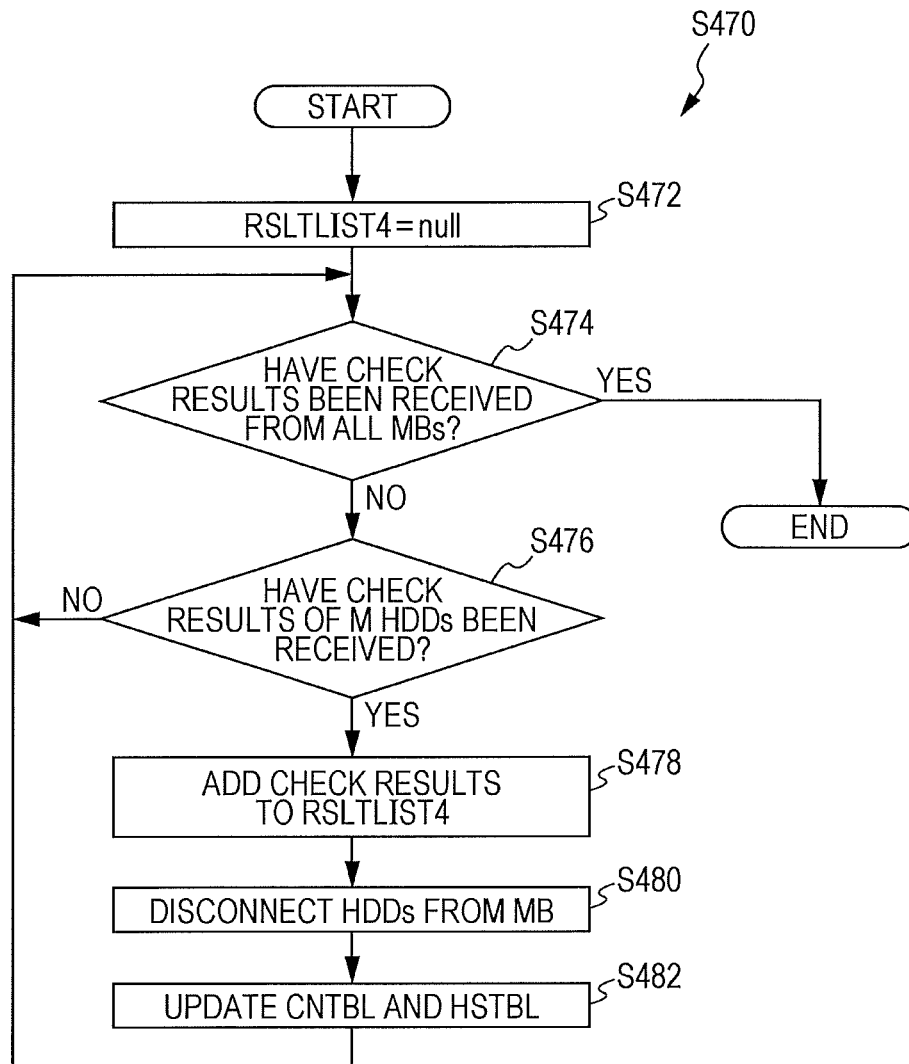 S470
START
S472
RSLTLIST4=null
S474
HAVE CHECK
RESULTS BEEN RECEIVED
FROM ALL MBs?
YES
NO
END
S476
HAVE CHECK
RESULTS OF M HDDs BEEN
RECEIVED?
NO
YES
S478
ADD CHECK RESULTS
TO RSLTLIST4
S480
DISCONNECT HDDs FROM MB
S482
UPDATE CNTBL AND HSTBL